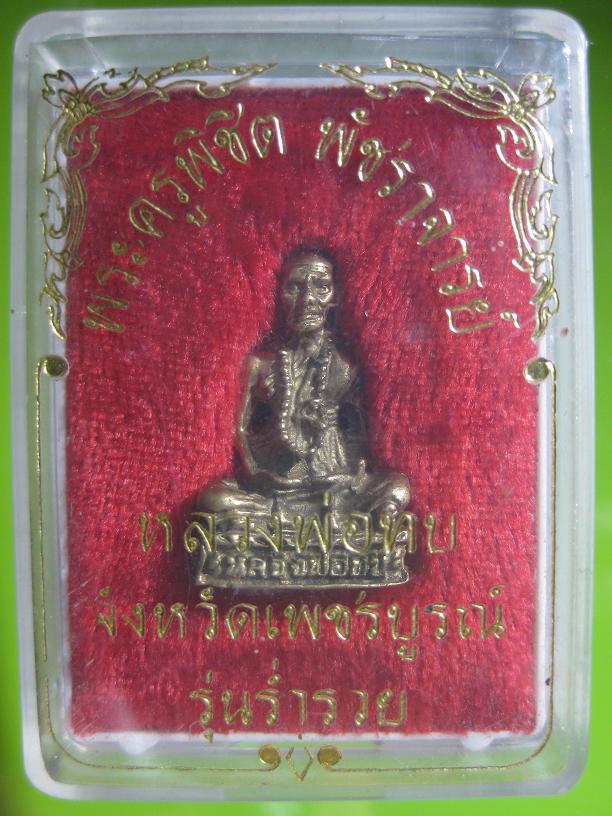 พระครูพิชิต พัชราจารย์
หลวงพ่อทบ
หลวงพ่อทบ
จังหวัดเพชรบูรณ์
รุ่นร่ำรวย